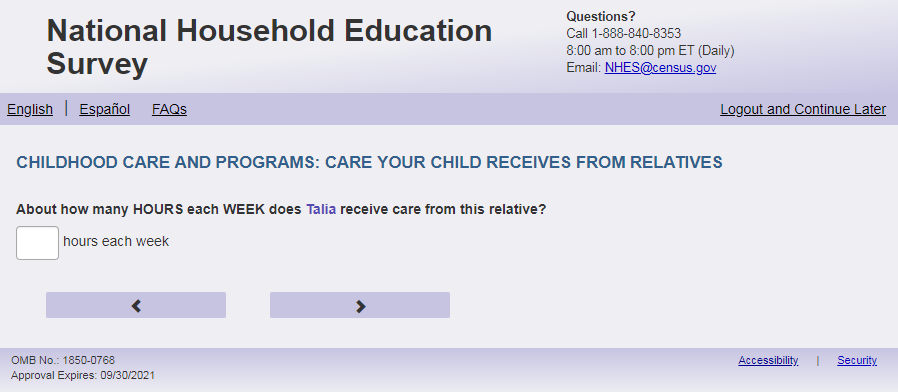 National Household Education
Survey
Questions?
Call 1-888-840-8353
8:00 am to 8:00 pm ET (Daily)
Email: NHES@census.gov
English | Español FAQs Logout and Continue Later
CHILDHOOD CARE AND PROGRAMS: CARE YOUR CHILD RECEIVES FROM RELATIVES
About how many HOURS each WEEK does Talia receive care from this relative?
hours each week
OMB No.: 1850-0768
Approval Expires: 09/30/2021
Accessibility | Security